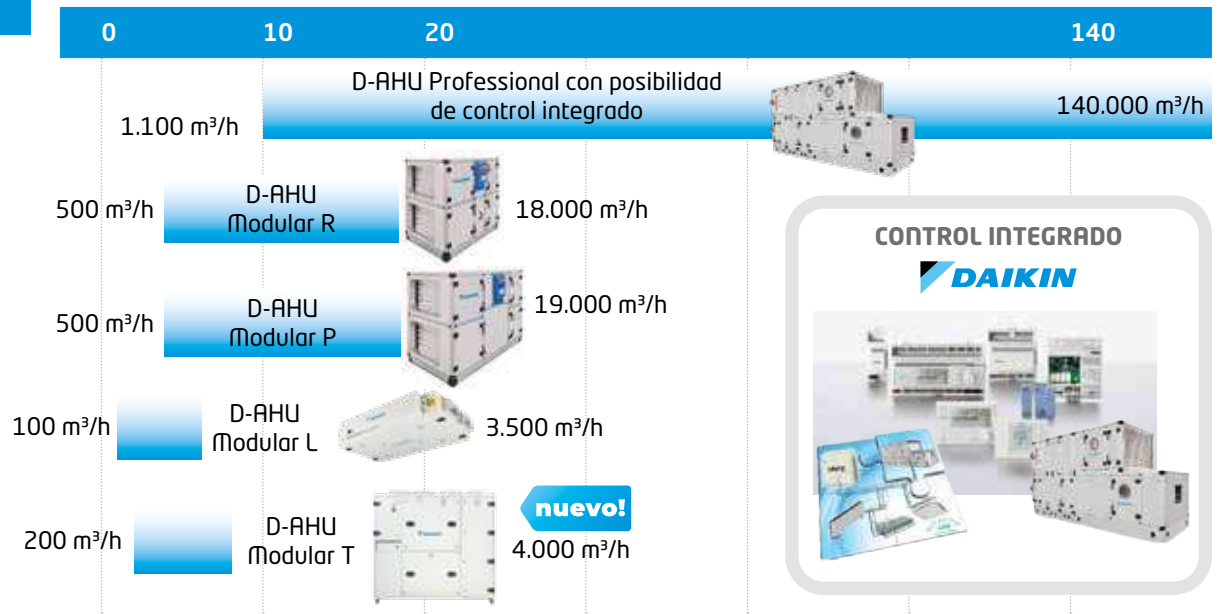 0 10 20 140
D-AHU Professional con posibilidad
de control integrado
1.100 m³/h
140.000 m³/h
500 m³/h
D-AHU
Modular R
18.000 m³/h
500 m³/h
D-AHU
Modular P
19.000 m³/h
100 m³/h
D-AHU
Modular L
3.500 m³/h
200 m³/h
D-AHU
Modular T
nuevo!
4.000 m³/h
CONTROL INTEGRADO
DAIKIN